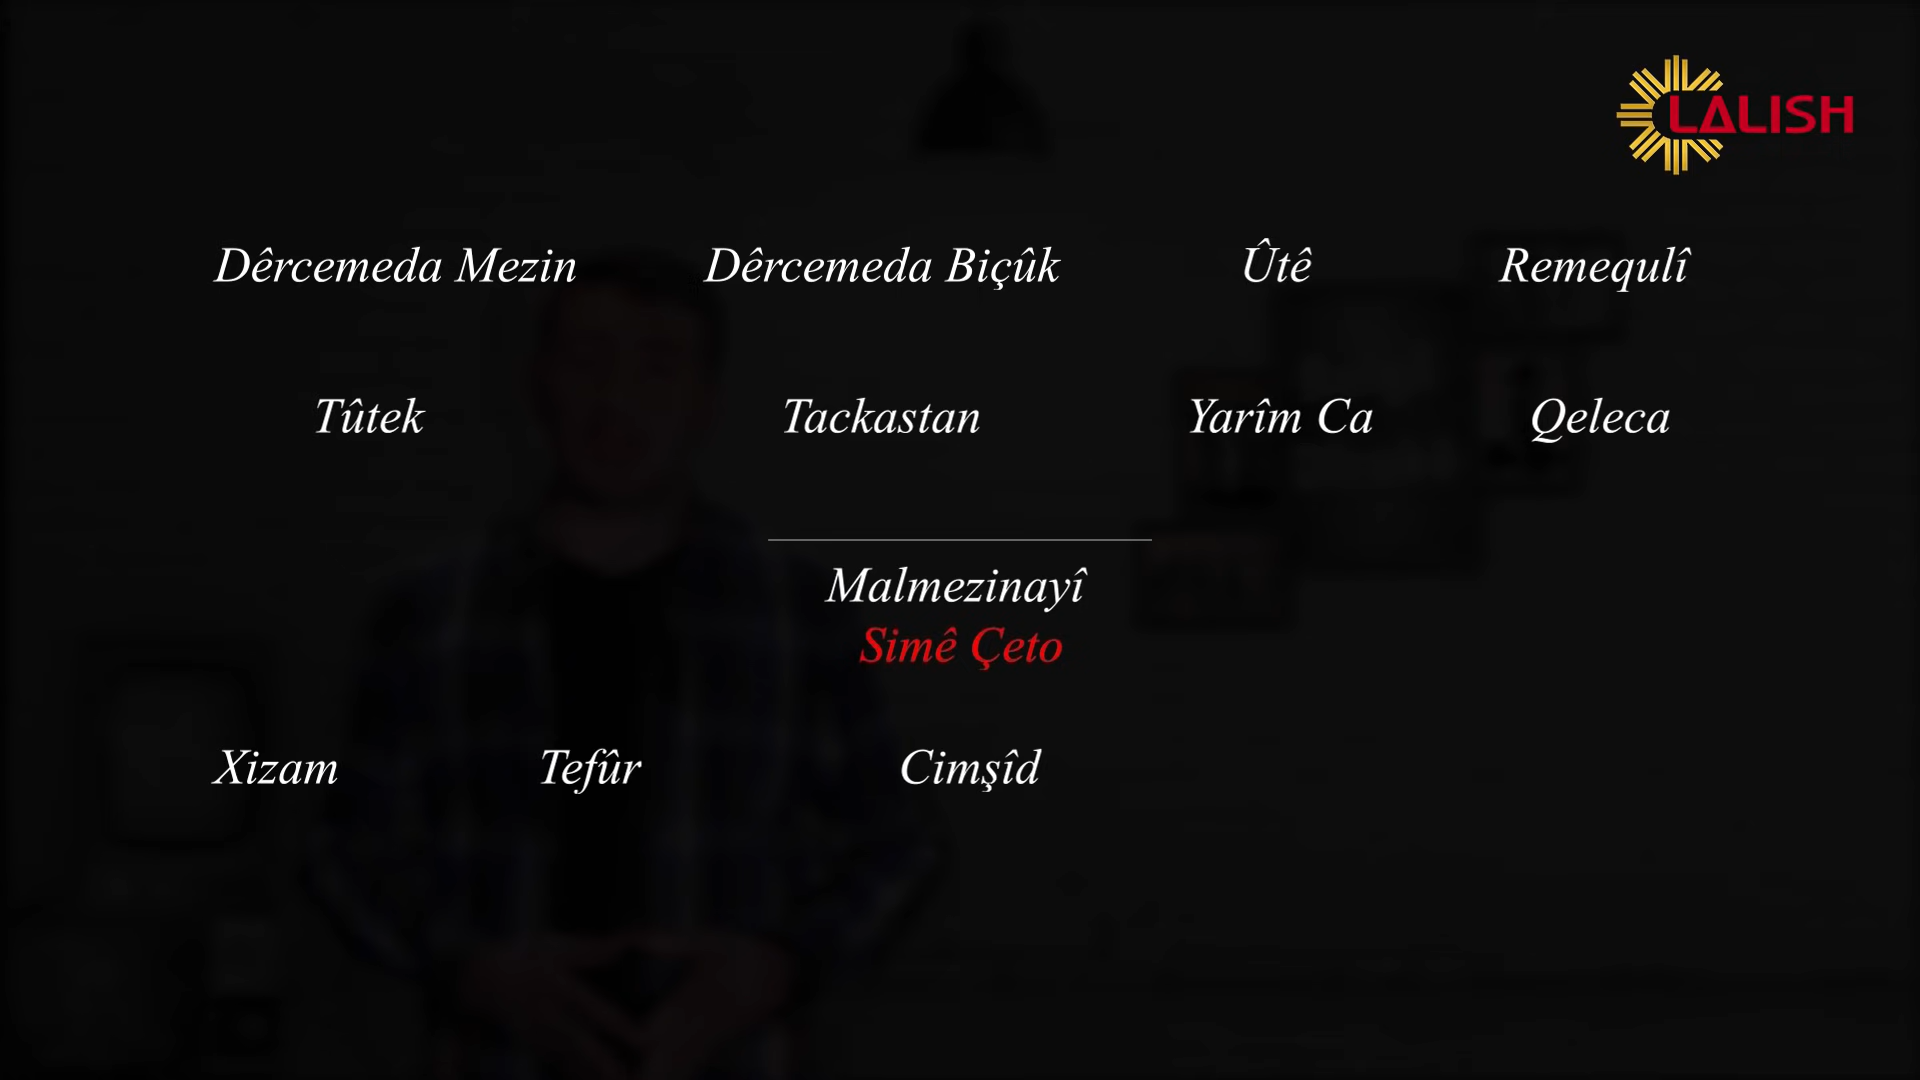 LALISH
Dêrcemeda Mezin Dêrcemeda Biçûk Ûtê Remequlî
Tûtek Tackastan Yarîm Ca Qeleca
Malmezinayî
Simê Çeto
Xizam Tefûr Cimşîd